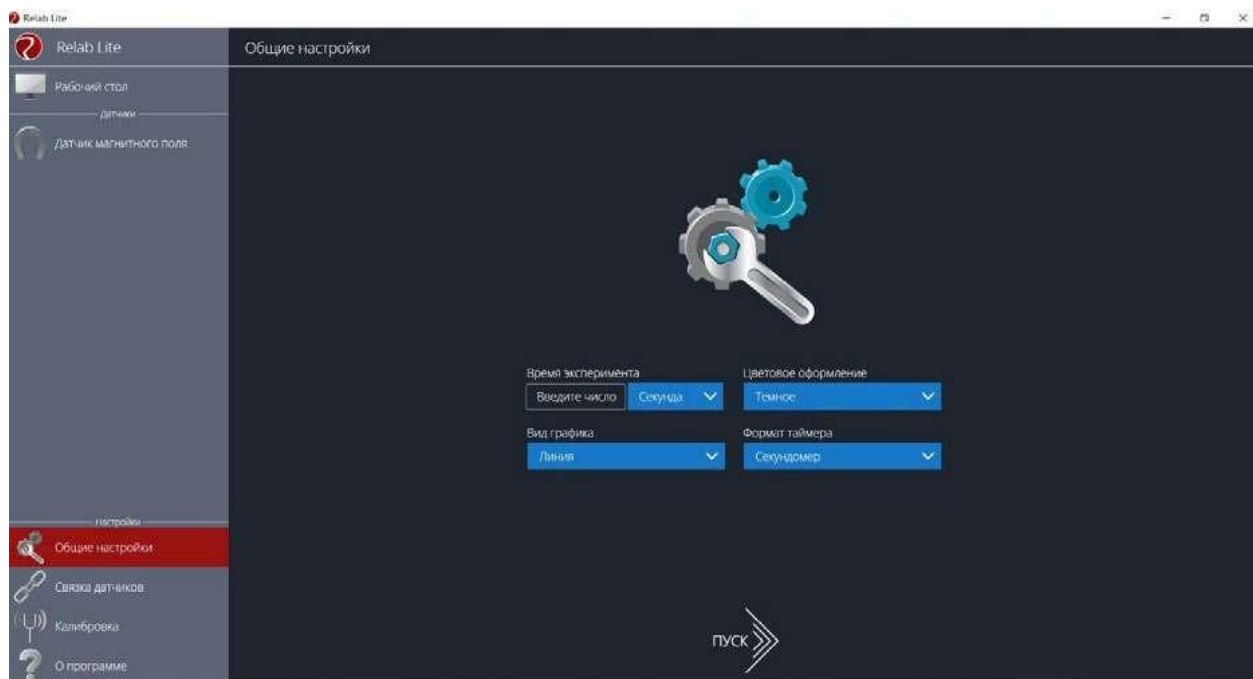 Relab Lite
Relab Lite
Общие настройки
Рабочий стол
Датчики
Датчик магнитного поля
Время эксперимента
Цветовое оформление
Введите число
Секунда
Темное
Вид графика
Формат таймера
Линия
Секундомер
Настройки
Общие настройки
Связка датчиков
Калибровка
О программе
ПУСК